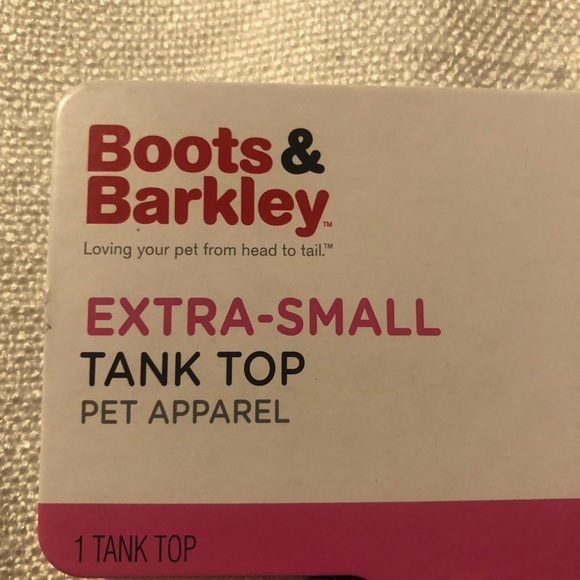 Boots &
Barkley™
Loving your pet from head to tail.™
EXTRA-SMALL
TANK TOP
PET APPAREL
1 TANK TOP